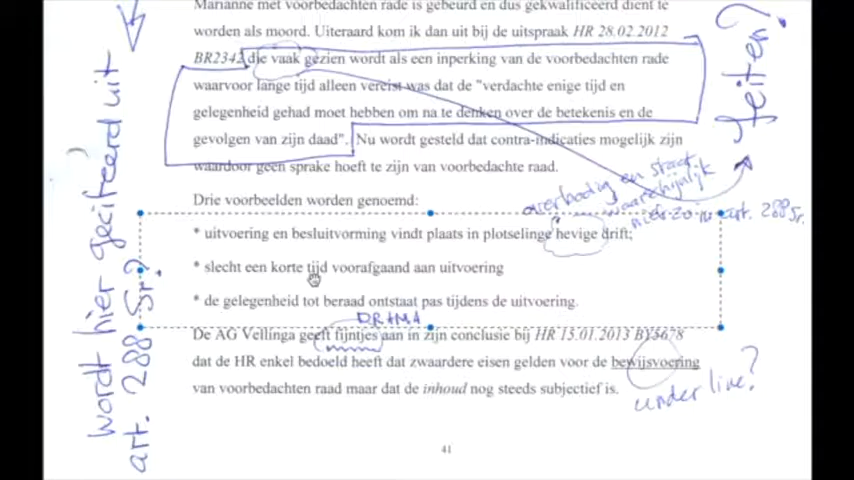 Marianne met voorbedachten rade is gebeurd en dus gekwalificeerd dient te
worden als moord. Uiteraard kom ik dan uit bij de uitspraak HR 28.02.2012
BR2342 die vaak gezien wordt als een inperking van de voorbedachten rade
waarvoor lange tijd alleen vereist was dat de "verdachte enige tijd en
gelegenheid gehad moet hebben om na te denken over de betekenis en de
gevolgen van zijn daad". Nu wordt gesteld dat contra-indicaties mogelijk zijn
waardoor geen sprake hoeft te zijn van voorbedachte raad.
Drie voorbeelden worden genoemd:
* uitvoering en besluitvorming vindt plaats in plotselinge hevige drift;
* slecht een korte tijd voorafgaand aan uitvoering
* de gelegenheid tot beraad ontstaat pas tijdens de uitvoering.
De AG Vellinga geeft fijntjes aan in zijn conclusie bij HR 15.01.2013 BY5678
dat de HR enkel bedoeld heeft dat zwaardere eisen gelden voor de bewijsvoering
van voorbedachten raad maar dat de inhoud nog steeds subjectief is.
41
wordt hier geciteerd uit
art. 288 Sr?
feiten?
overbodig en staat
waarschijnlijk
niet zo in art. 288 Sr.
DRAMA
underline?